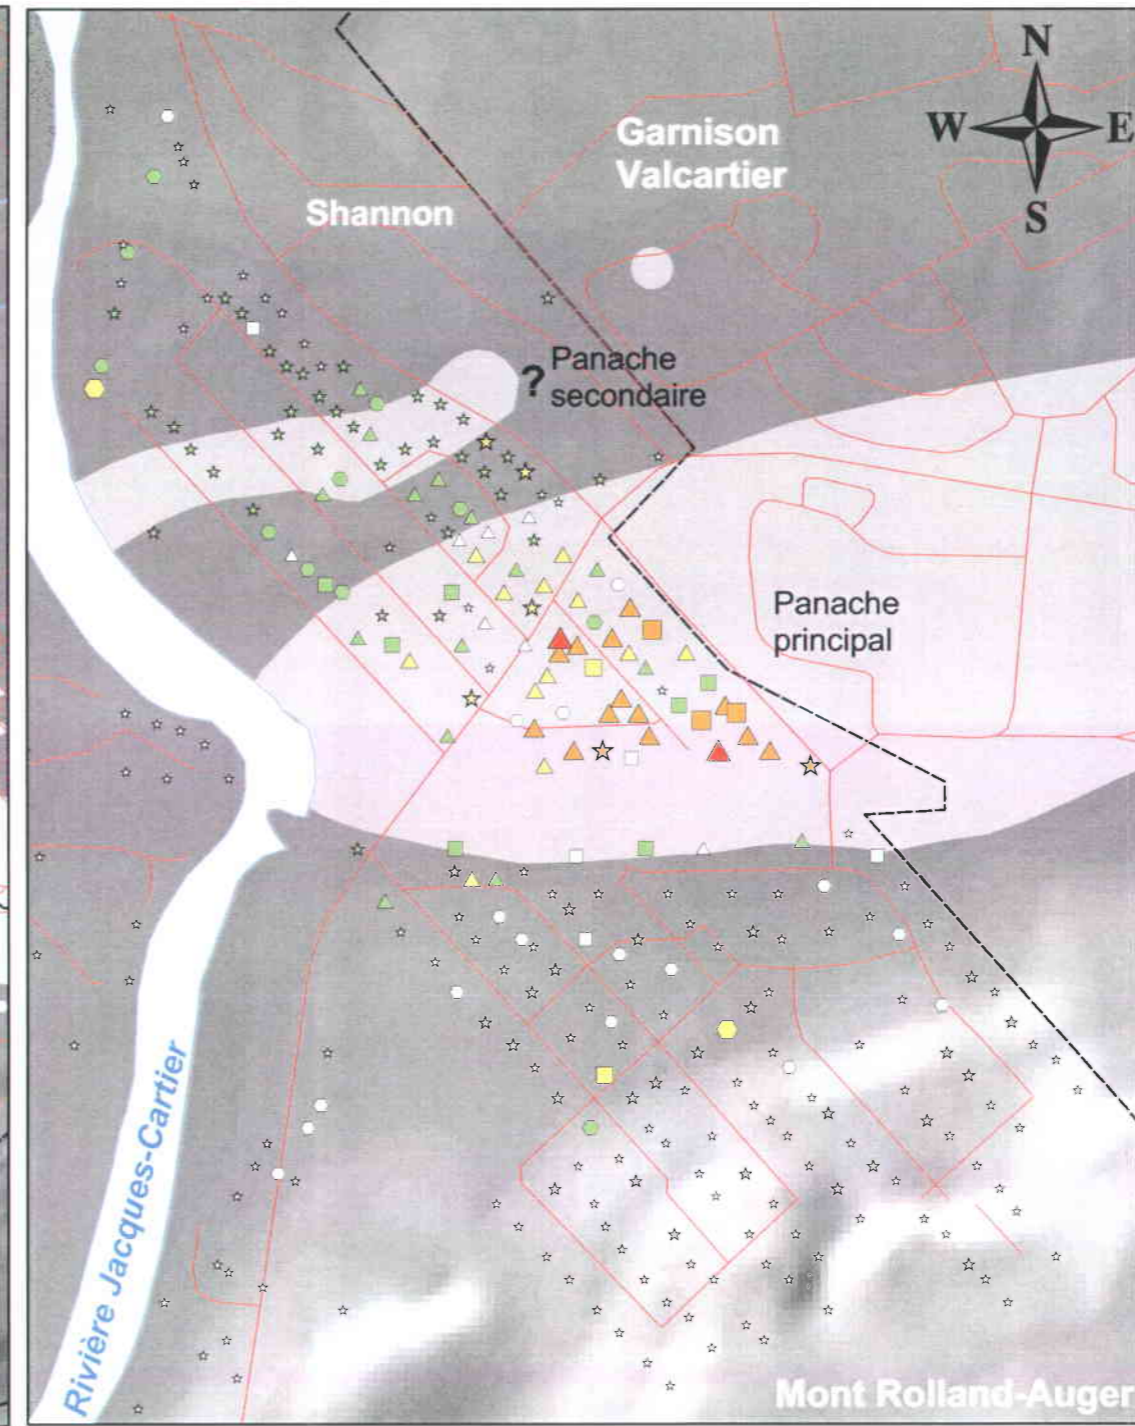 N
W E
S
Garnison
Valcartier
Shannon
? Panache
secondaire
Panache
principal
Rivière Jacques-Cartier
Mont Rolland-Auger